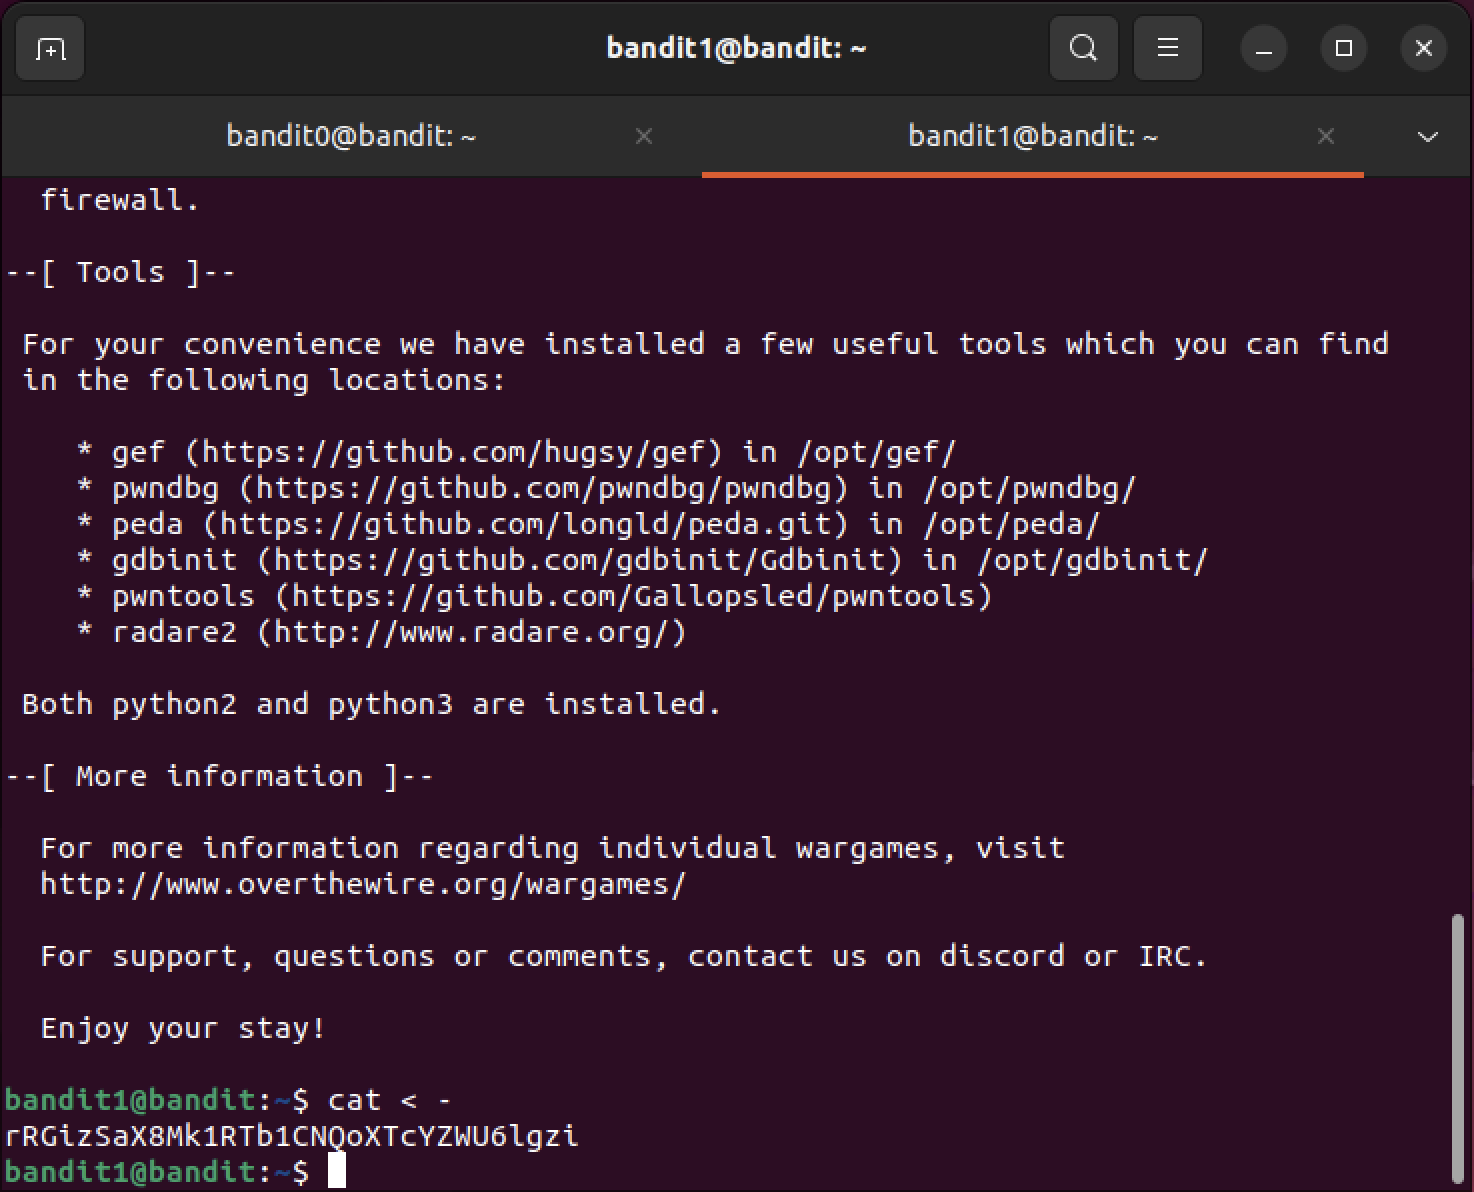 bandit1@bandit: ~
bandit0@bandit: ~
bandit1@bandit: ~
firewall.
--[ Tools ]--
For your convenience we have installed a few useful tools which you can find
in the following locations:
* gef (https://github.com/hugsy/gef) in /opt/gef/
* pwndbg (https://github.com/pwndbg/pwndbg) in /opt/pwndbg/
* peda (https://github.com/longld/peda.git) in /opt/peda/
* gdbinit (https://github.com/gdbinit/Gdbinit) in /opt/gdbinit/
* pwntools (https://github.com/Gallopsled/pwntools)
* radare2 (http://www.radare.org/)
Both python2 and python3 are installed.
--[ More information ]--
For more information regarding individual wargames, visit
http://www.overthewire.org/wargames/
For support, questions or comments, contact us on discord or IRC.
Enjoy your stay!
bandit1@bandit:~$ cat < -
rRGizSaX8Mk1RTb1CNQoXTcYZWU6lgzi
bandit1@bandit:~$